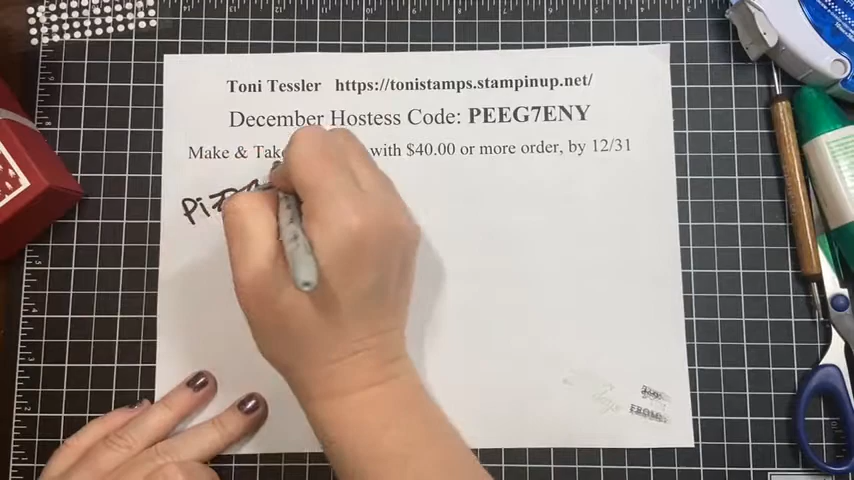 Toni Tessler https://tonistamps.stampinup.net/
December Hostess Code: PEEG7ENY
Make & with $40.00 or more order, by 12/31
FROM: